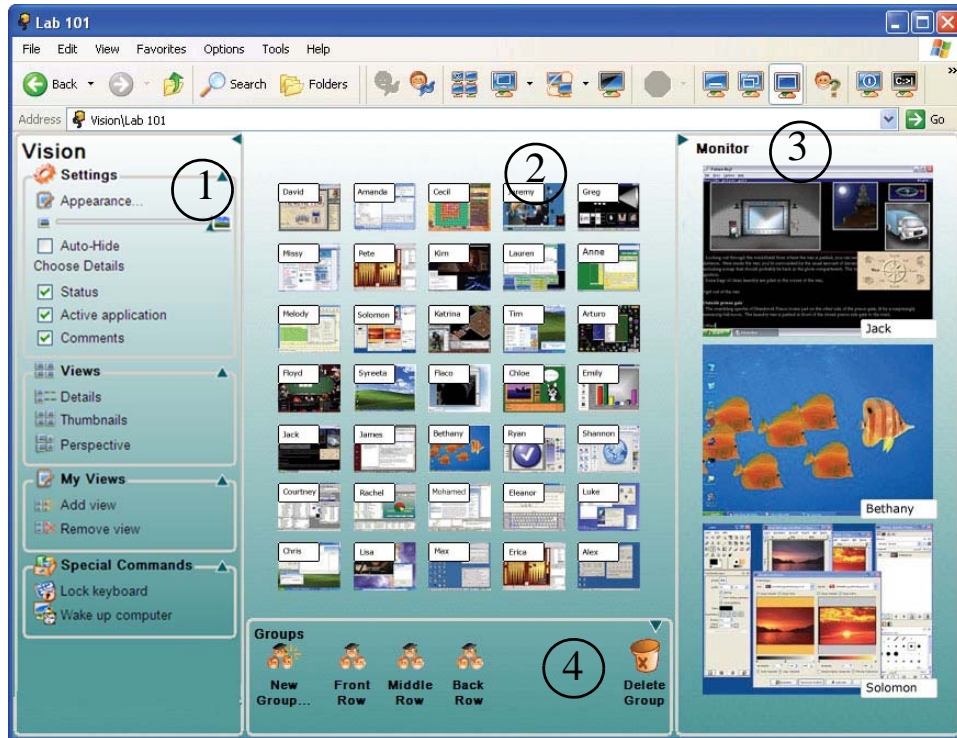 Lab 101
File Edit View Favorites Options Tools Help
Back Search Folders
Address Vision\Lab 101 Go
Vision
1
Settings
Appearance...
Auto-Hide
Choose Details
Status
Active application
Comments
Views
Details
Thumbnails
Perspective
My Views
Add view
Remove view
Special Commands
Lock keyboard
Wake up computer
2
David Amanda Cecil Jeremy Greg
Missy Pete Kim Lauren Anne
Melody Solomon Katrina Tim Arturo
Floyd Syreeta Flaco Chloe Emily
Jack James Bethany Ryan Shannon
Courtney Rachel Mohamed Eleanor Luke
Chris Lisa Max Erica Alex
Groups
New Group...
Front Row
Middle Row
Back Row
4
Delete Group
Monitor
3
Jack
Bethany
Solomon